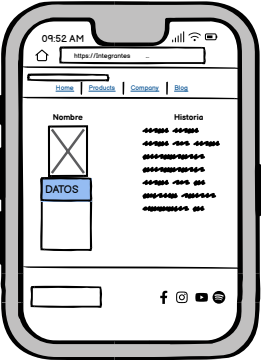 09:52 AM
https://Integrantes
Home Products Company Blog
Nombre Historia
DATOS